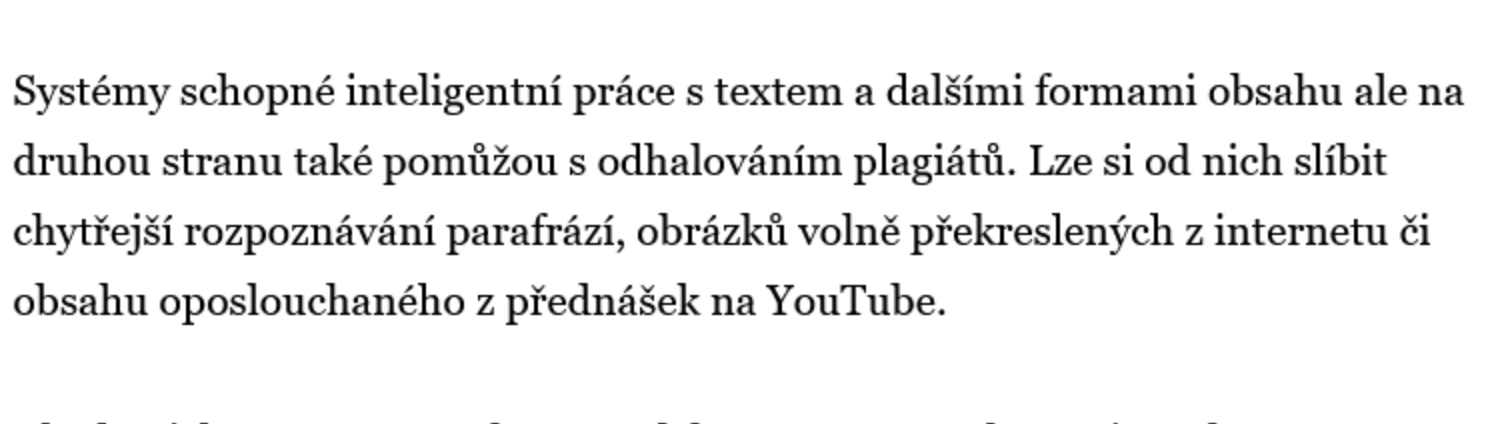 Systémy schopné inteligentní práce s textem a dalšími formami obsahu ale na
druhou stranu také pomůžou s odhalováním plagiátů. Lze si od nich slíbit
chytřejší rozpoznávání parafrází, obrázků volně překreslených z internetu či
obsahu oposlouchaného z přednášek na YouTube.